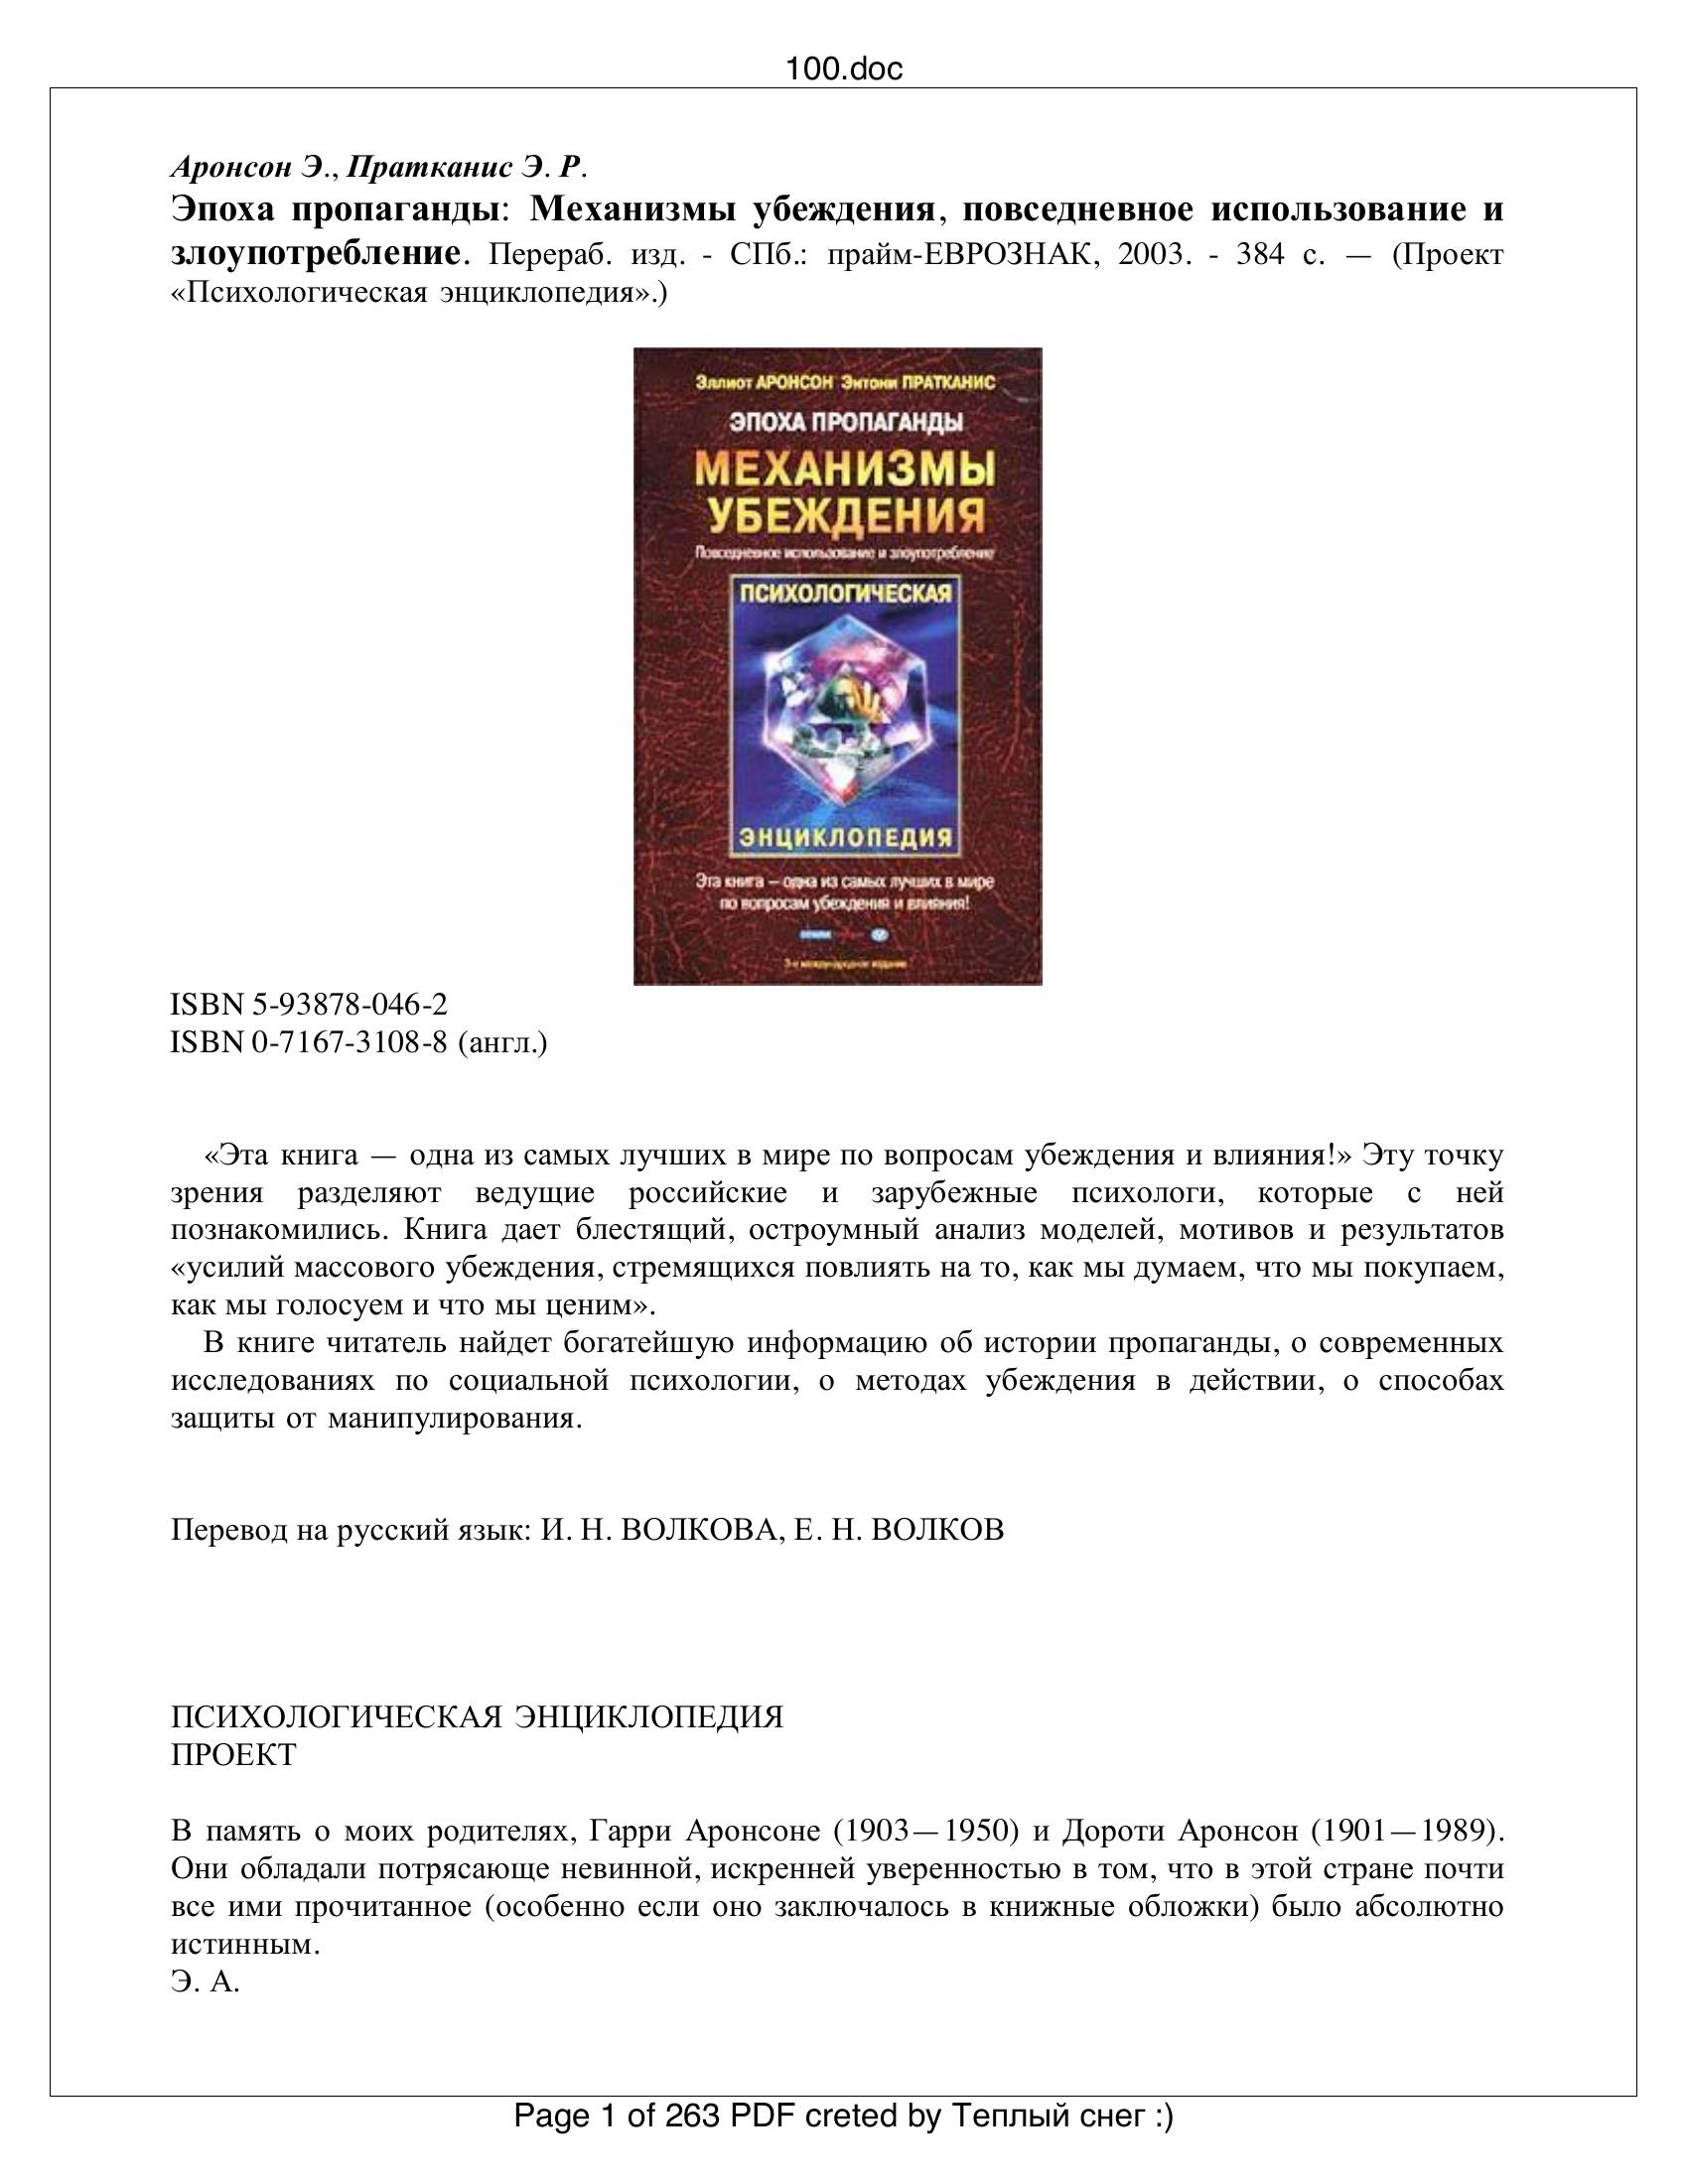 100.doc
Аронсон Э., Пратканис Э. Р.
Эпоха пропаганды: Механизмы убеждения, повседневное использование и
злоупотребление. Перераб. изд. - СПб.: прайм-ЕВРОЗНАК, 2003. - 384 с. — (Проект
«Психологическая энциклопедия».)
Эллиот АРОНСОН Энтони ПРАТКАНИС
ЭПОХА ПРОПАГАНДЫ
МЕХАНИЗМЫ
УБЕЖДЕНИЯ
Повседневное использование и злоупотребление
ПСИХОЛОГИЧЕСКАЯ
ЭНЦИКЛОПЕДИЯ
Эта книга – одна из самых лучших в мире
по вопросам убеждения и влияния!
3-е международное издание
ISBN 5-93878-046-2
ISBN 0-7167-3108-8 (англ.)
«Эта книга — одна из самых лучших в мире по вопросам убеждения и влияния!» Эту точку
зрения разделяют ведущие российские и зарубежные психологи, которые с ней
познакомились. Книга дает блестящий, остроумный анализ моделей, мотивов и результатов
«усилий массового убеждения, стремящихся повлиять на то, как мы думаем, что мы покупаем,
как мы голосуем и что мы ценим».
В книге читатель найдет богатейшую информацию об истории пропаганды, о современных
исследованиях по социальной психологии, о методах убеждения в действии, о способах
защиты от манипулирования.
Перевод на русский язык: И. Н. ВОЛКОВА, Е. Н. ВОЛКОВ
ПСИХОЛОГИЧЕСКАЯ ЭНЦИКЛОПЕДИЯ
ПРОЕКТ
В память о моих родителях, Гарри Аронсоне (1903—1950) и Дороти Аронсон (1901—1989).
Они обладали потрясающе невинной, искренней уверенностью в том, что в этой стране почти
все ими прочитанное (особенно если оно заключалось в книжные обложки) было абсолютно
истинным.
Э. А.
Page 1 of 263 PDF creted by Теплый снег :)